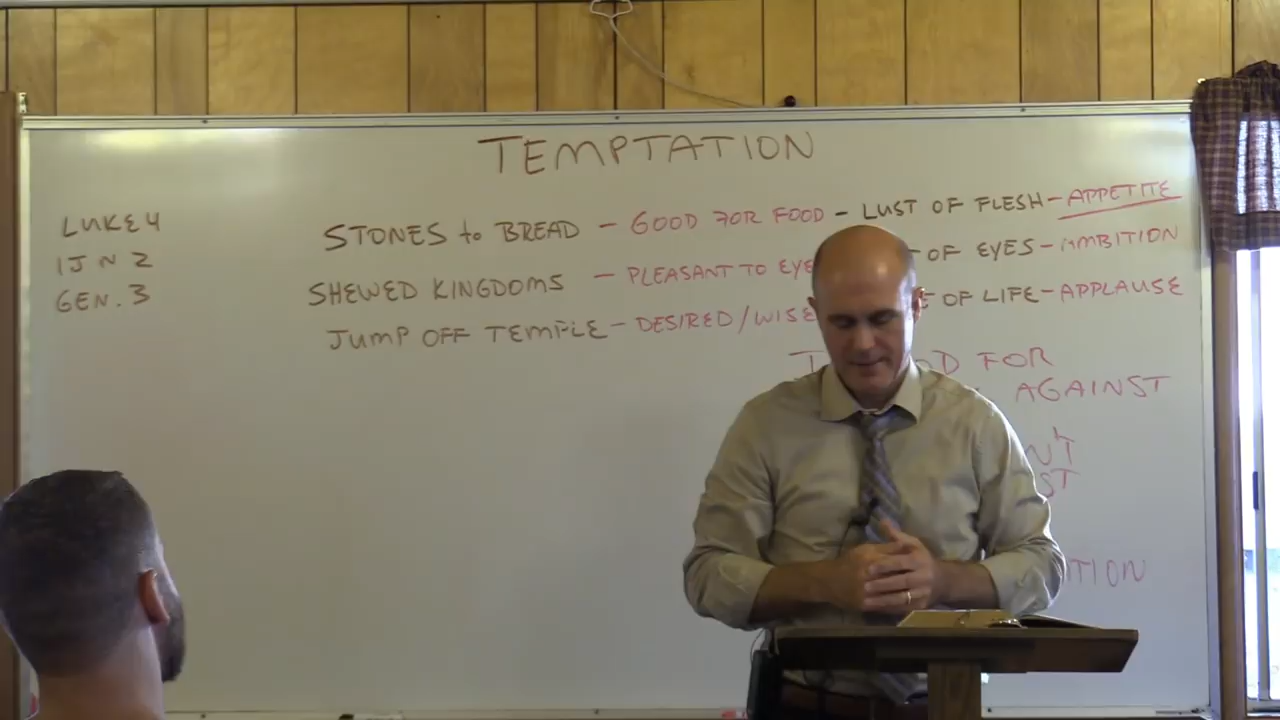 TEMPTATION
LUKE 4
1 JN 2
GEN. 3
STONES to BREAD - GOOD FOR FOOD - LUST OF FLESH - APPETITE
SHEWED KINGDOMS - PLEASANT TO EYE OF EYES - AMBITION
JUMP OFF TEMPLE - DESIRED/WISE OF LIFE - APPLAUSE
FOR
AGAINST